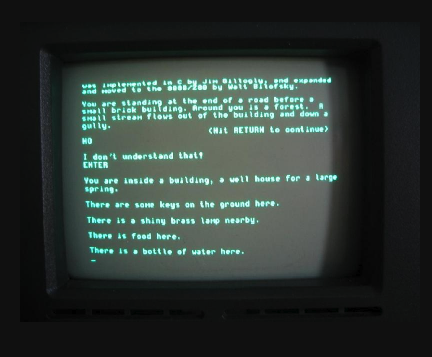 was implemented in C by Jim Gillogly, and expanded
and moved to the 8080/Z80 by Walt Bilofsky.
You are standing at the end of a road before a
small brick building. Around you is a forest. A
small stream flows out of the building and down a
gully.
(Hit RETURN to continue)
NO
I don't understand that!
ENTER
You are inside a building, a well house for a large
spring.
There are some keys on the ground here.
There is a shiny brass lamp nearby.
There is food here.
There is a bottle of water here.